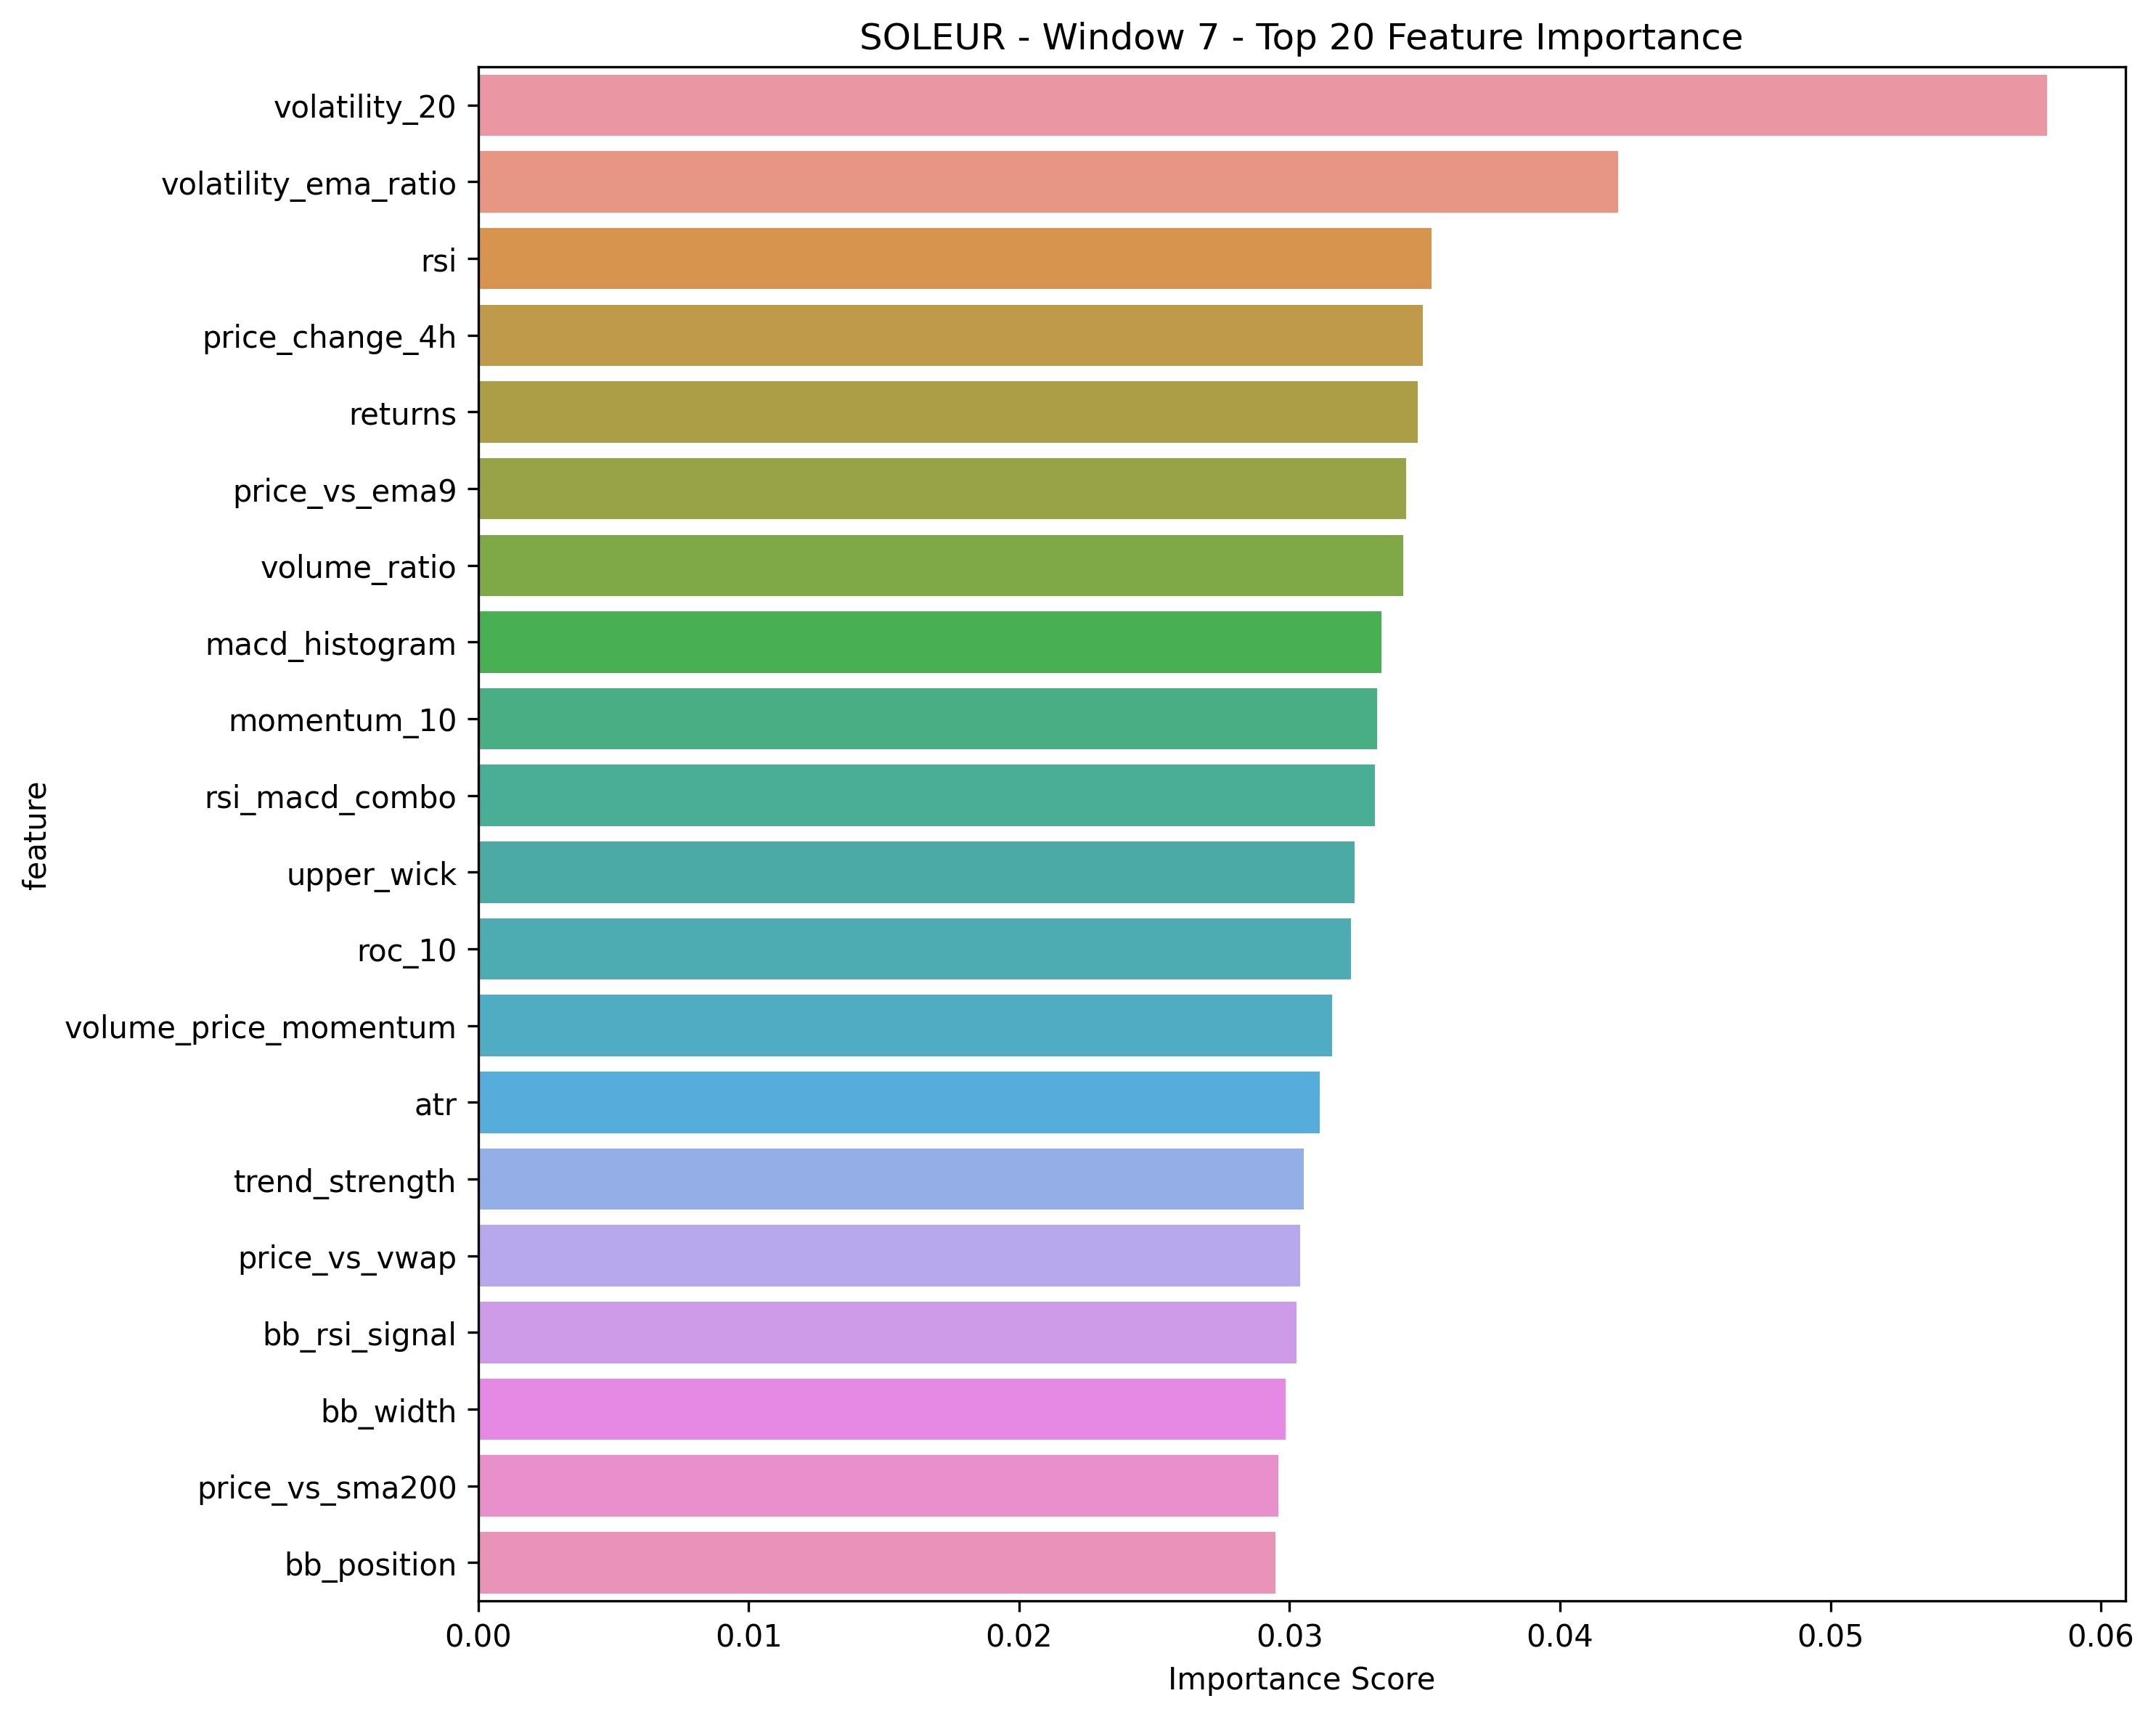 SOLEUR - Window 7 - Top 20 Feature Importance
feature
volatility_20
volatility_ema_ratio
rsi
price_change_4h
returns
price_vs_ema9
volume_ratio
macd_histogram
momentum_10
rsi_macd_combo
upper_wick
roc_10
volume_price_momentum
atr
trend_strength
price_vs_vwap
bb_rsi_signal
bb_width
price_vs_sma200
bb_position
0.00 0.01 0.02 0.03 0.04 0.05 0.06
Importance Score